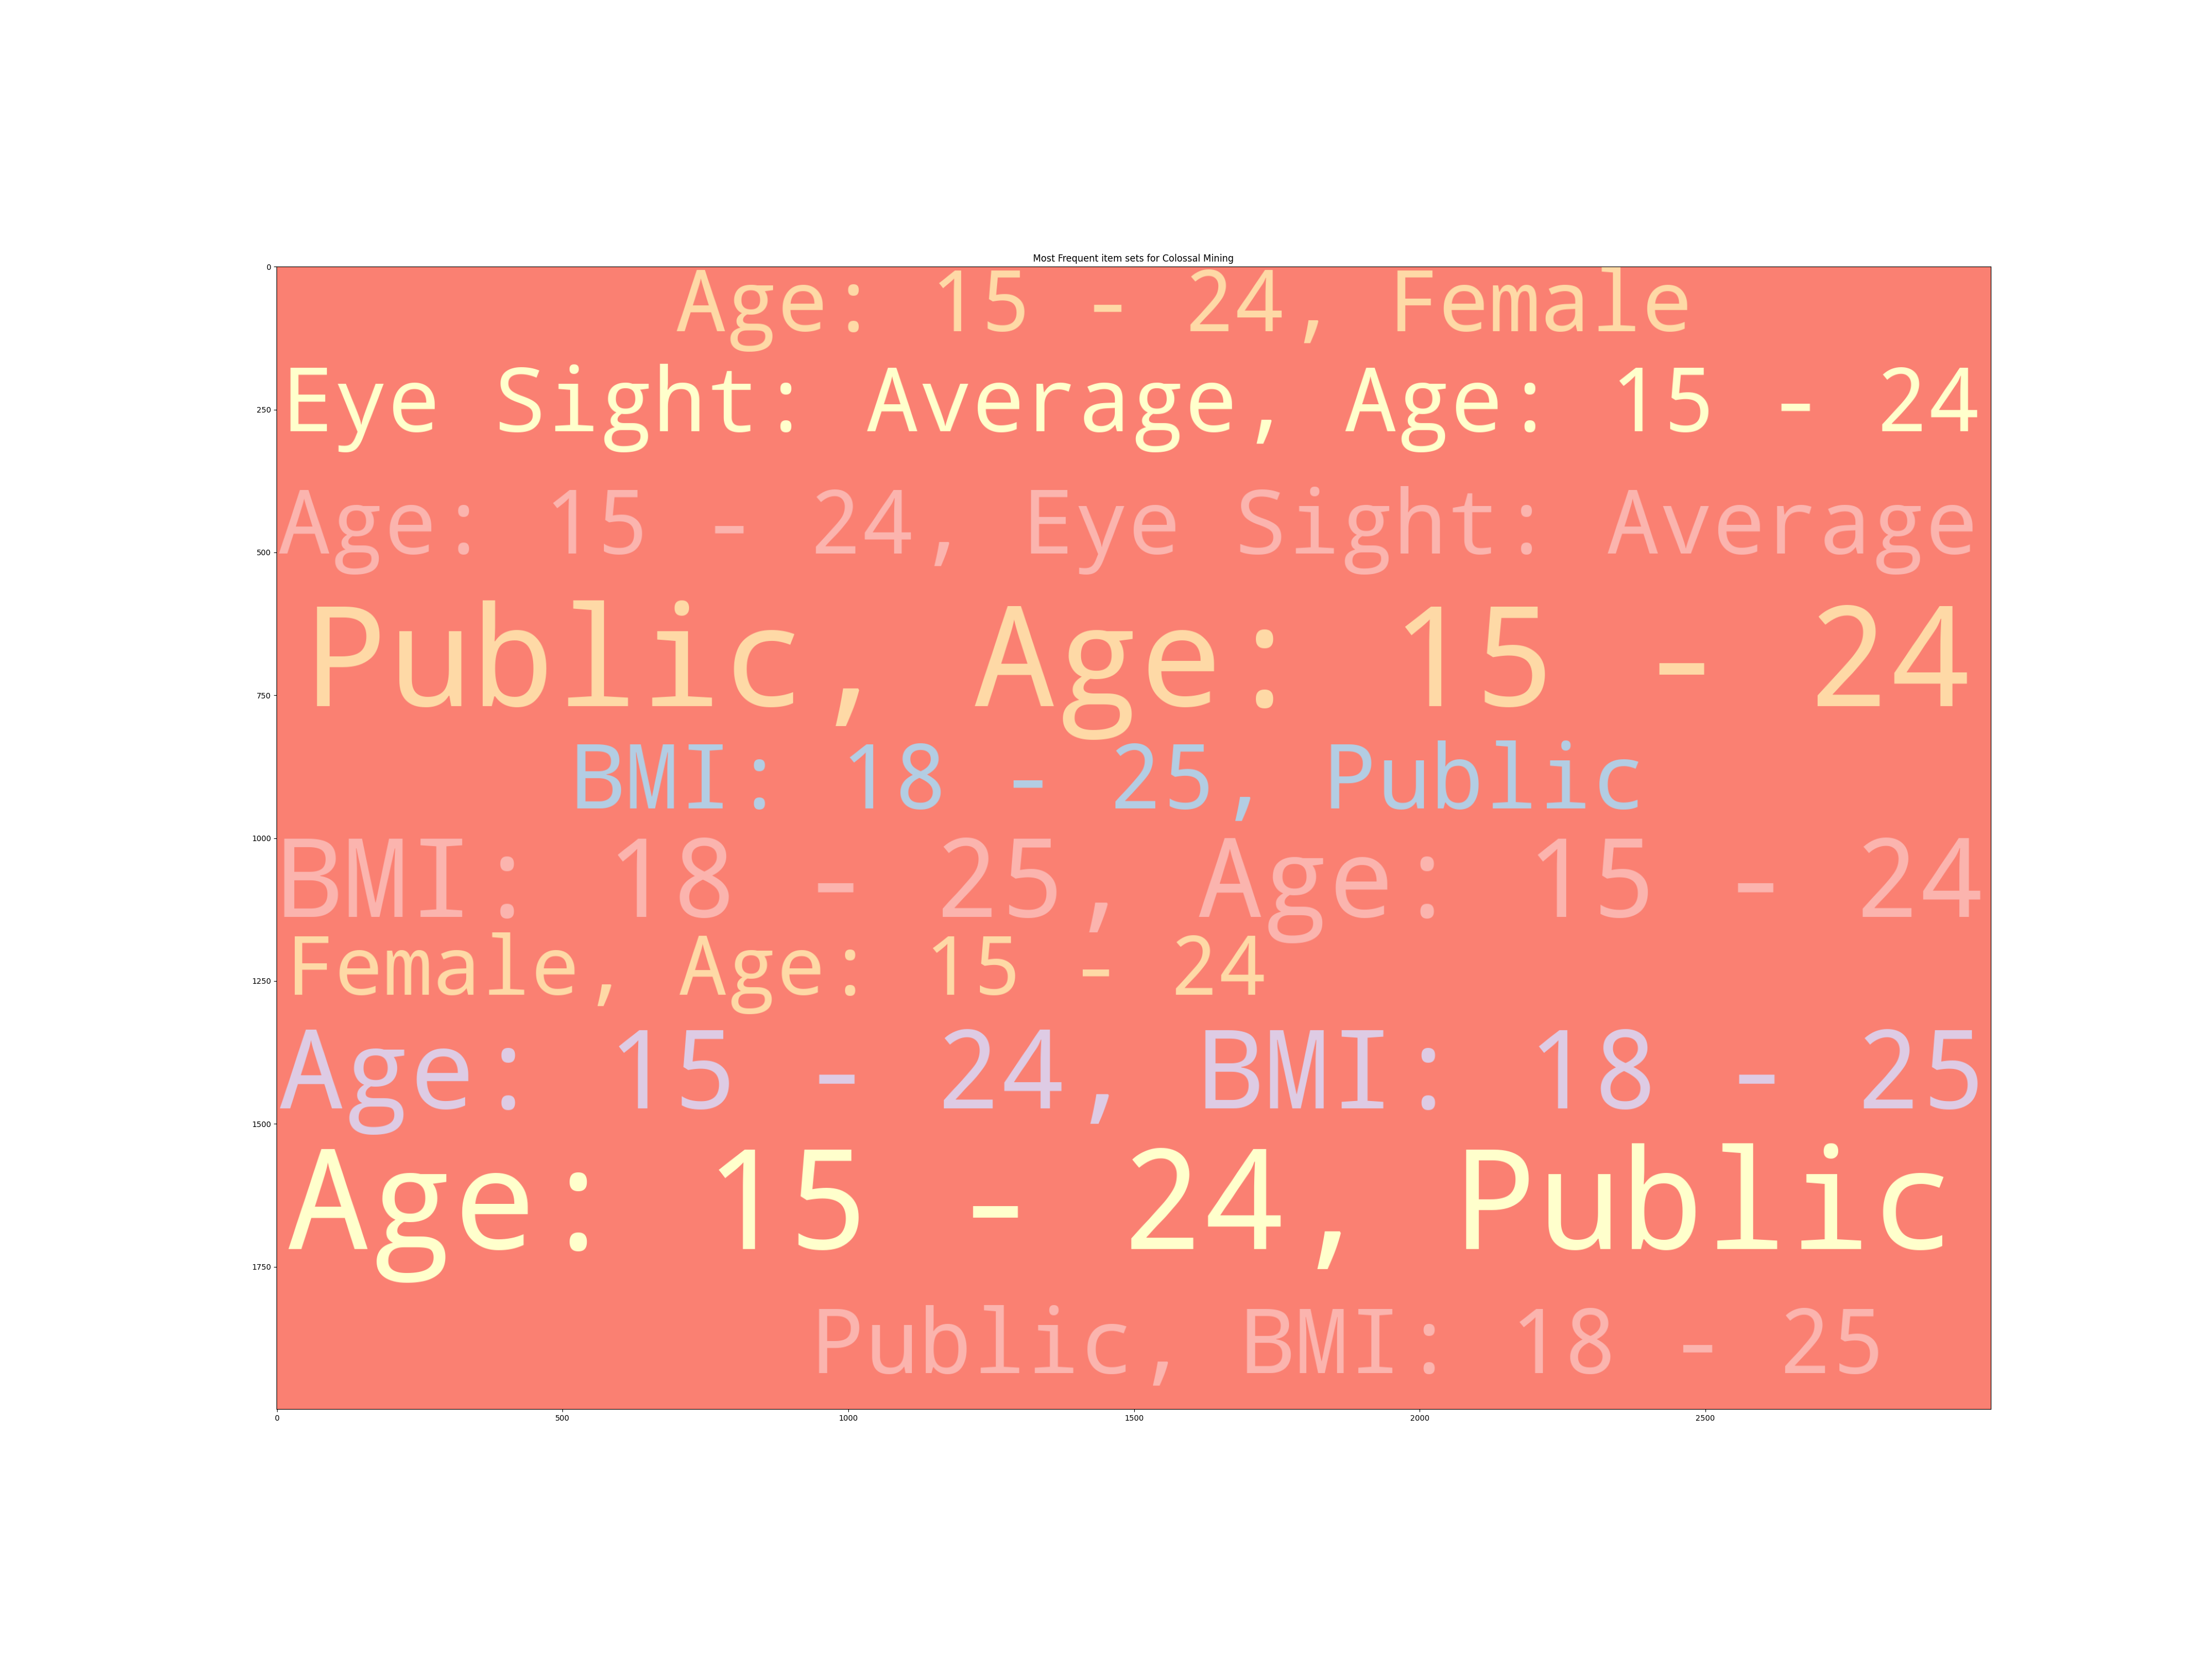 Most Frequent item sets for Colossal Mining
0
Age: 15 - 24, Female
Eye Sight: Average, Age: 15 - 24
250
Age: 15 - 24, Eye Sight: Average
500
Public, Age: 15 - 24
750
BMI: 18 - 25, Public
1000
BMI: 18 - 25, Age: 15 - 24
Female, Age: 15 - 24
1250
Age: 15 - 24, BMI: 18 - 25
1500
Age: 15 - 24, Public
1750
Public, BMI: 18 - 25
0 500 1000 1500 2000 2500